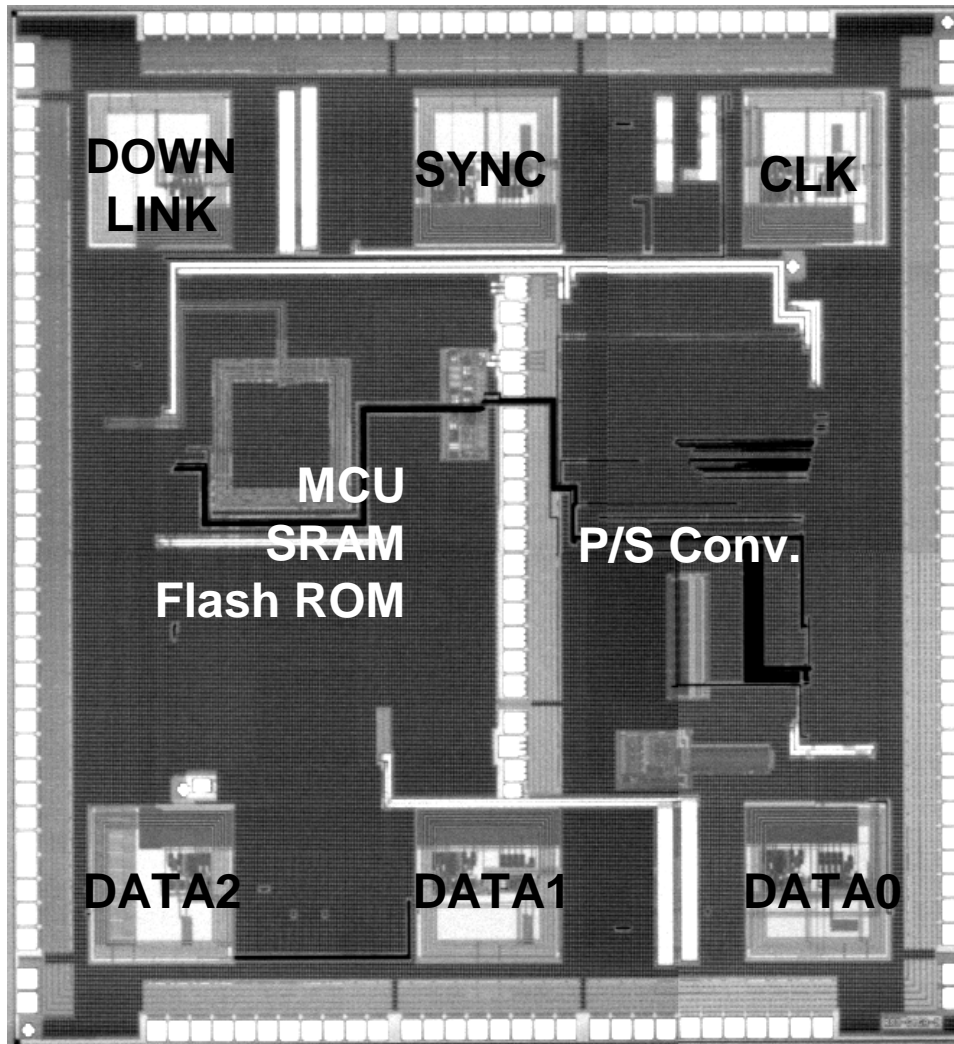 DOWN
LINK
SYNC
CLK
MCU
SRAM
Flash ROM
P/S Conv.
DATA2
DATA1
DATA0